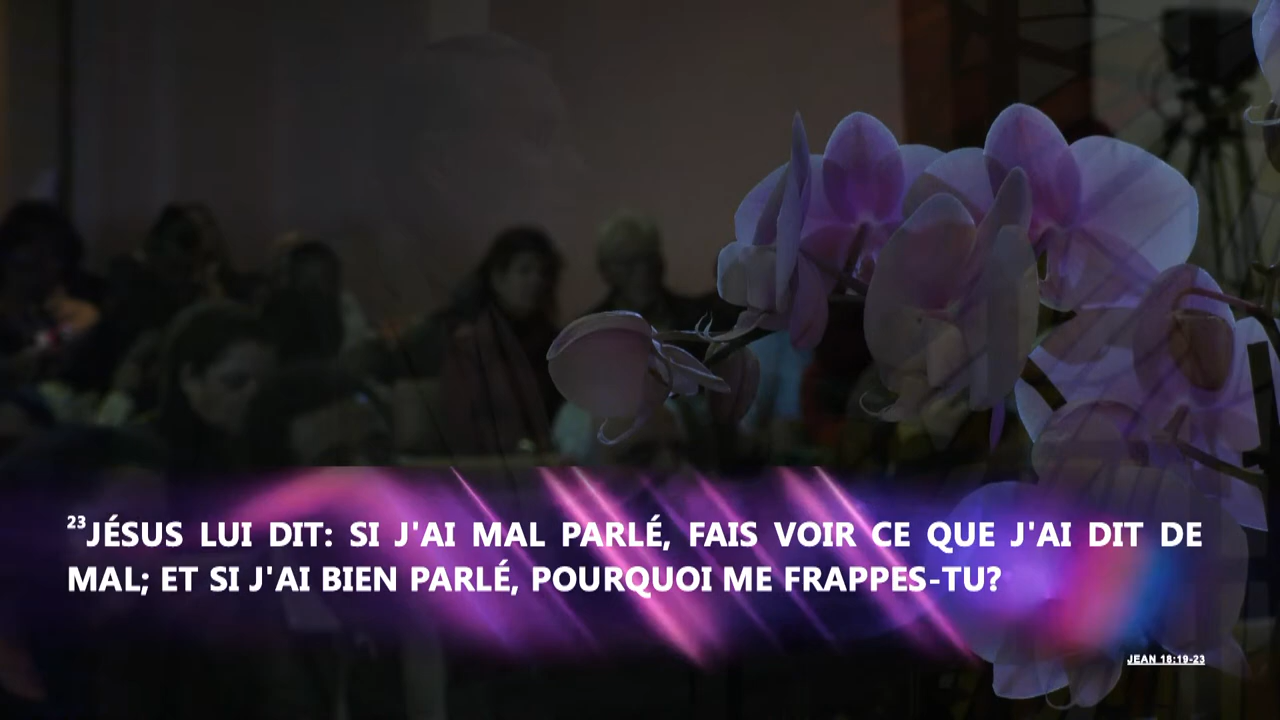 ²³JÉSUS LUI DIT: SI J'AI MAL PARLÉ, FAIS VOIR CE QUE J'AI DIT DE
MAL; ET SI J'AI BIEN PARLÉ, POURQUOI ME FRAPPES-TU?
JEAN 18:19-23